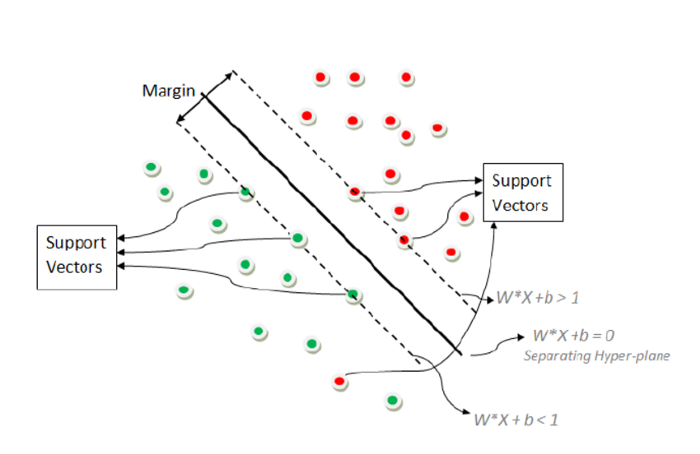 Margin
Support
Vectors
Support
Vectors
W*X+b > 1
W*X+b = 0
Separating Hyper-plane
W*X + b < 1